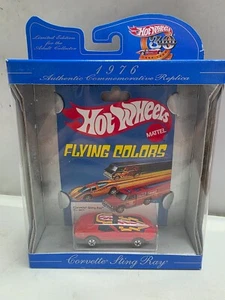 Limited Edition
for the
Adult Collector
Hot Wheels
1976
Authentic Commemorative Replica
Hot Wheels
MATTEL
FLYING COLORS
Corvette Sting Ray